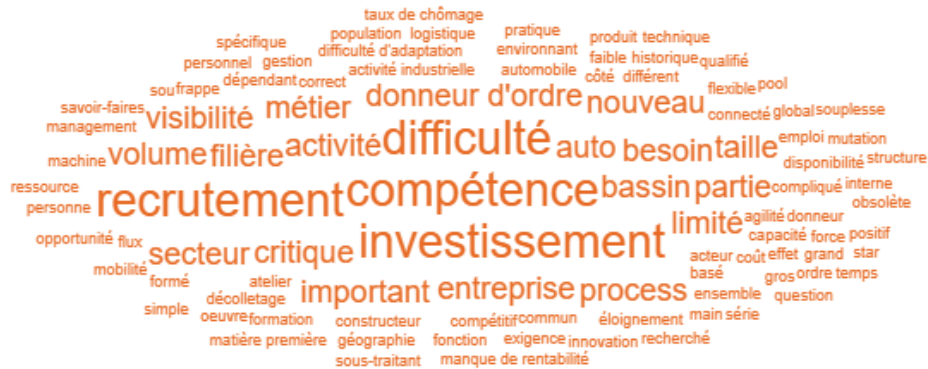 taux de chômage
population logistique pratique produit technique
spécifique difficulté d'adaptation environnant faible historique qualifié
personnel gestion activité industrielle automobile côté différent
sou frappe dépendant correct flexible pool
savoir-faires visibilité métier donneur d'ordre nouveau connecté global souplesse
management
machine volume filière activité difficulté auto besoin taille emploi mutation
disponibilité structure
ressource recrutement compétence bassin partie compliqué interne
personne obsolète
limité agilité donneur
opportunité flux secteur critique investissement capacité force positif
mobilité acteur coût effet grand star
formé atelier important entreprise process basé gros ordre temps
simple décolletage ensemble question
oeuvre formation constructeur compétitif commun éloignement main série
matière première géographie fonction exigence innovation recherché
sous-traitant manque de rentabilité